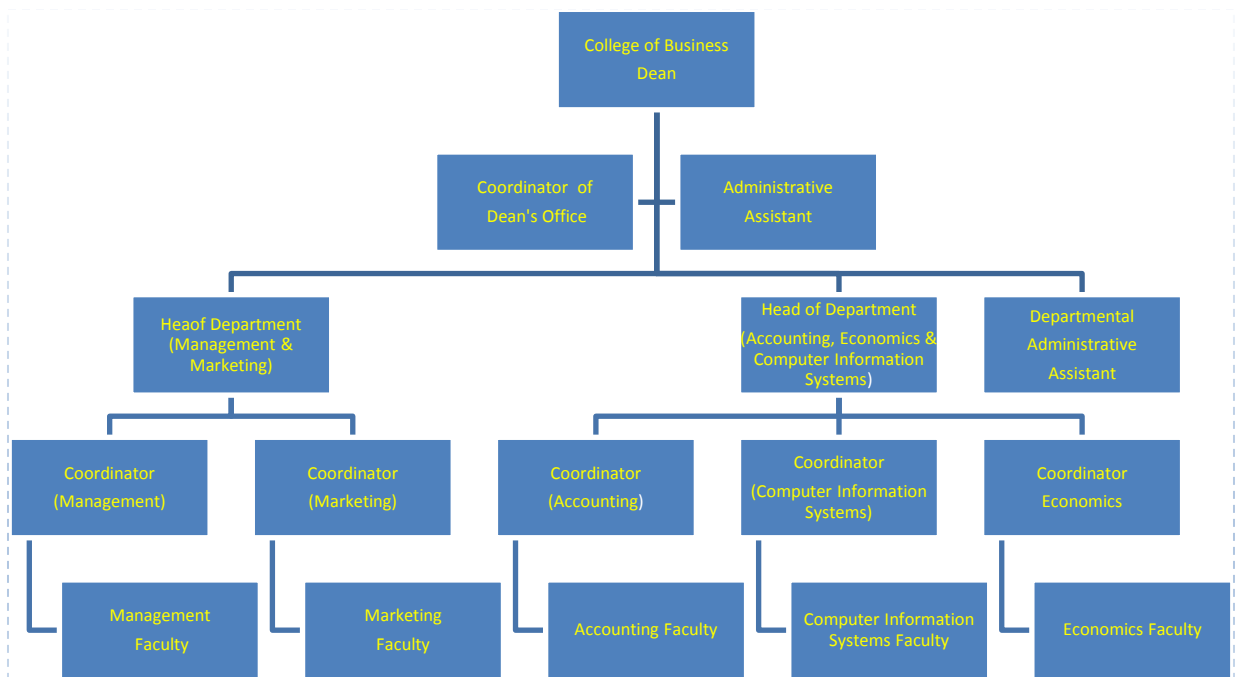 College of Business
Dean
Coordinator of
Dean's Office
Administrative
Assistant
Heaof Department
(Management &
Marketing)
Head of Department
(Accounting, Economics &
Computer Information
Systems)
Departmental
Administrative
Assistant
Coordinator
(Management)
Coordinator
(Marketing)
Coordinator
(Accounting)
Coordinator
(Computer Information
Systems)
Coordinator
Economics
Management
Faculty
Marketing
Faculty
Accounting Faculty
Computer Information
Systems Faculty
Economics Faculty